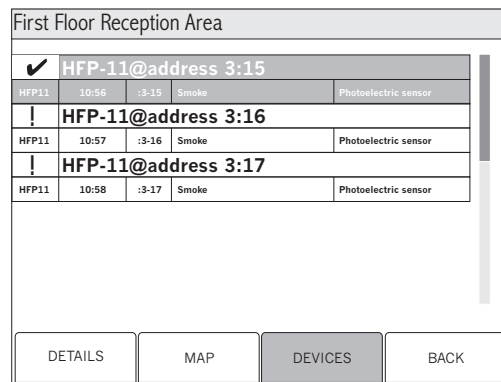 First Floor Reception Area
✔ HFP-11@address 3:15
HFP11 10:56 :3-15 Smoke Photoelectric sensor
! HFP-11@address 3:16
HFP11 10:57 :3-16 Smoke Photoelectric sensor
! HFP-11@address 3:17
HFP11 10:58 :3-17 Smoke Photoelectric sensor
DETAILS MAP DEVICES BACK